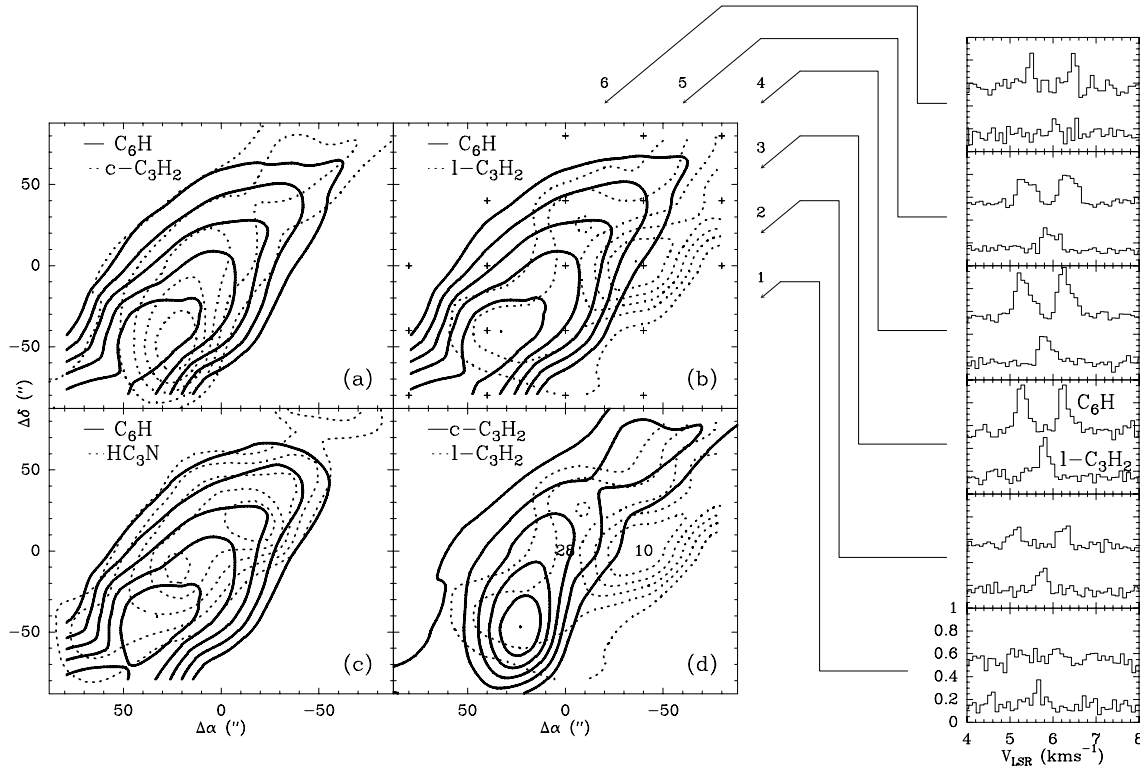 6 5 4
3
2
1
— C₆H
··· c−C₃H₂
(a)
— C₆H
··· l−C₃H₂
(b)
50
0
−50
Δδ (″)
— C₆H
··· HC₃N
(c)
— c−C₃H₂
··· l−C₃H₂
28 10
(d)
50
0
−50
50 0 −50
Δα (″)
50 0 −50
Δα (″)
C₆H
l−C₃H₂
1
0.8
0.6
0.4
0.2
0
4 5 6 7 8
V_LSR (kms⁻¹)